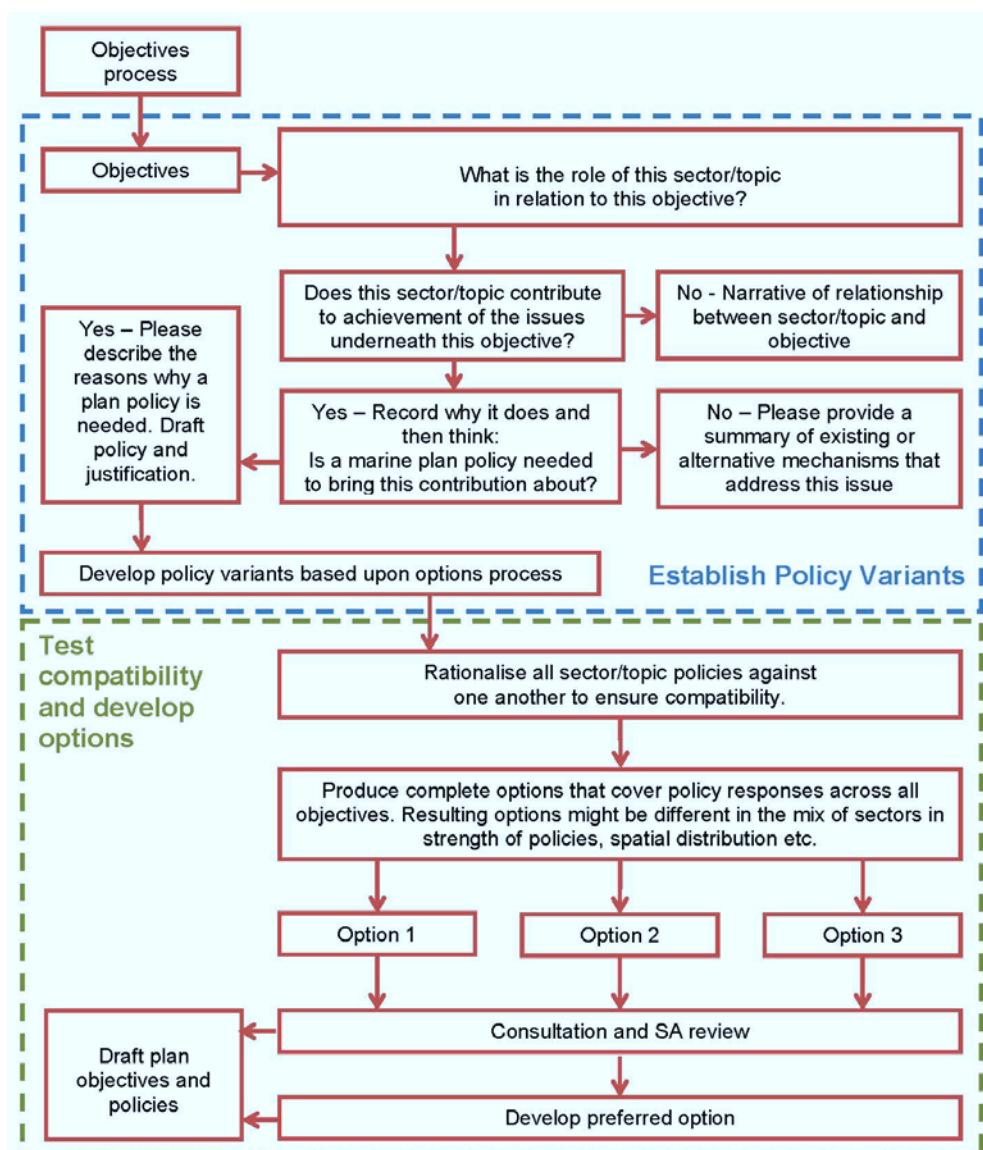 Objectives
process
Objectives
What is the role of this sector/topic
in relation to this objective?
Does this sector/topic contribute
to achievement of the issues
underneath this objective?
No - Narrative of relationship
between sector/topic and
objective
Yes – Please
describe the
reasons why a
plan policy is
needed. Draft
policy and
justification.
Yes – Record why it does and
then think:
Is a marine plan policy needed
to bring this contribution about?
No – Please provide a
summary of existing or
alternative mechanisms that
address this issue
Develop policy variants based upon options process
Establish Policy Variants
Test
compatibility
and develop
options
Rationalise all sector/topic policies against
one another to ensure compatibility.
Produce complete options that cover policy responses across all
objectives. Resulting options might be different in the mix of sectors in
strength of policies, spatial distribution etc.
Option 1
Option 2
Option 3
Consultation and SA review
Draft plan
objectives and
policies
Develop preferred option